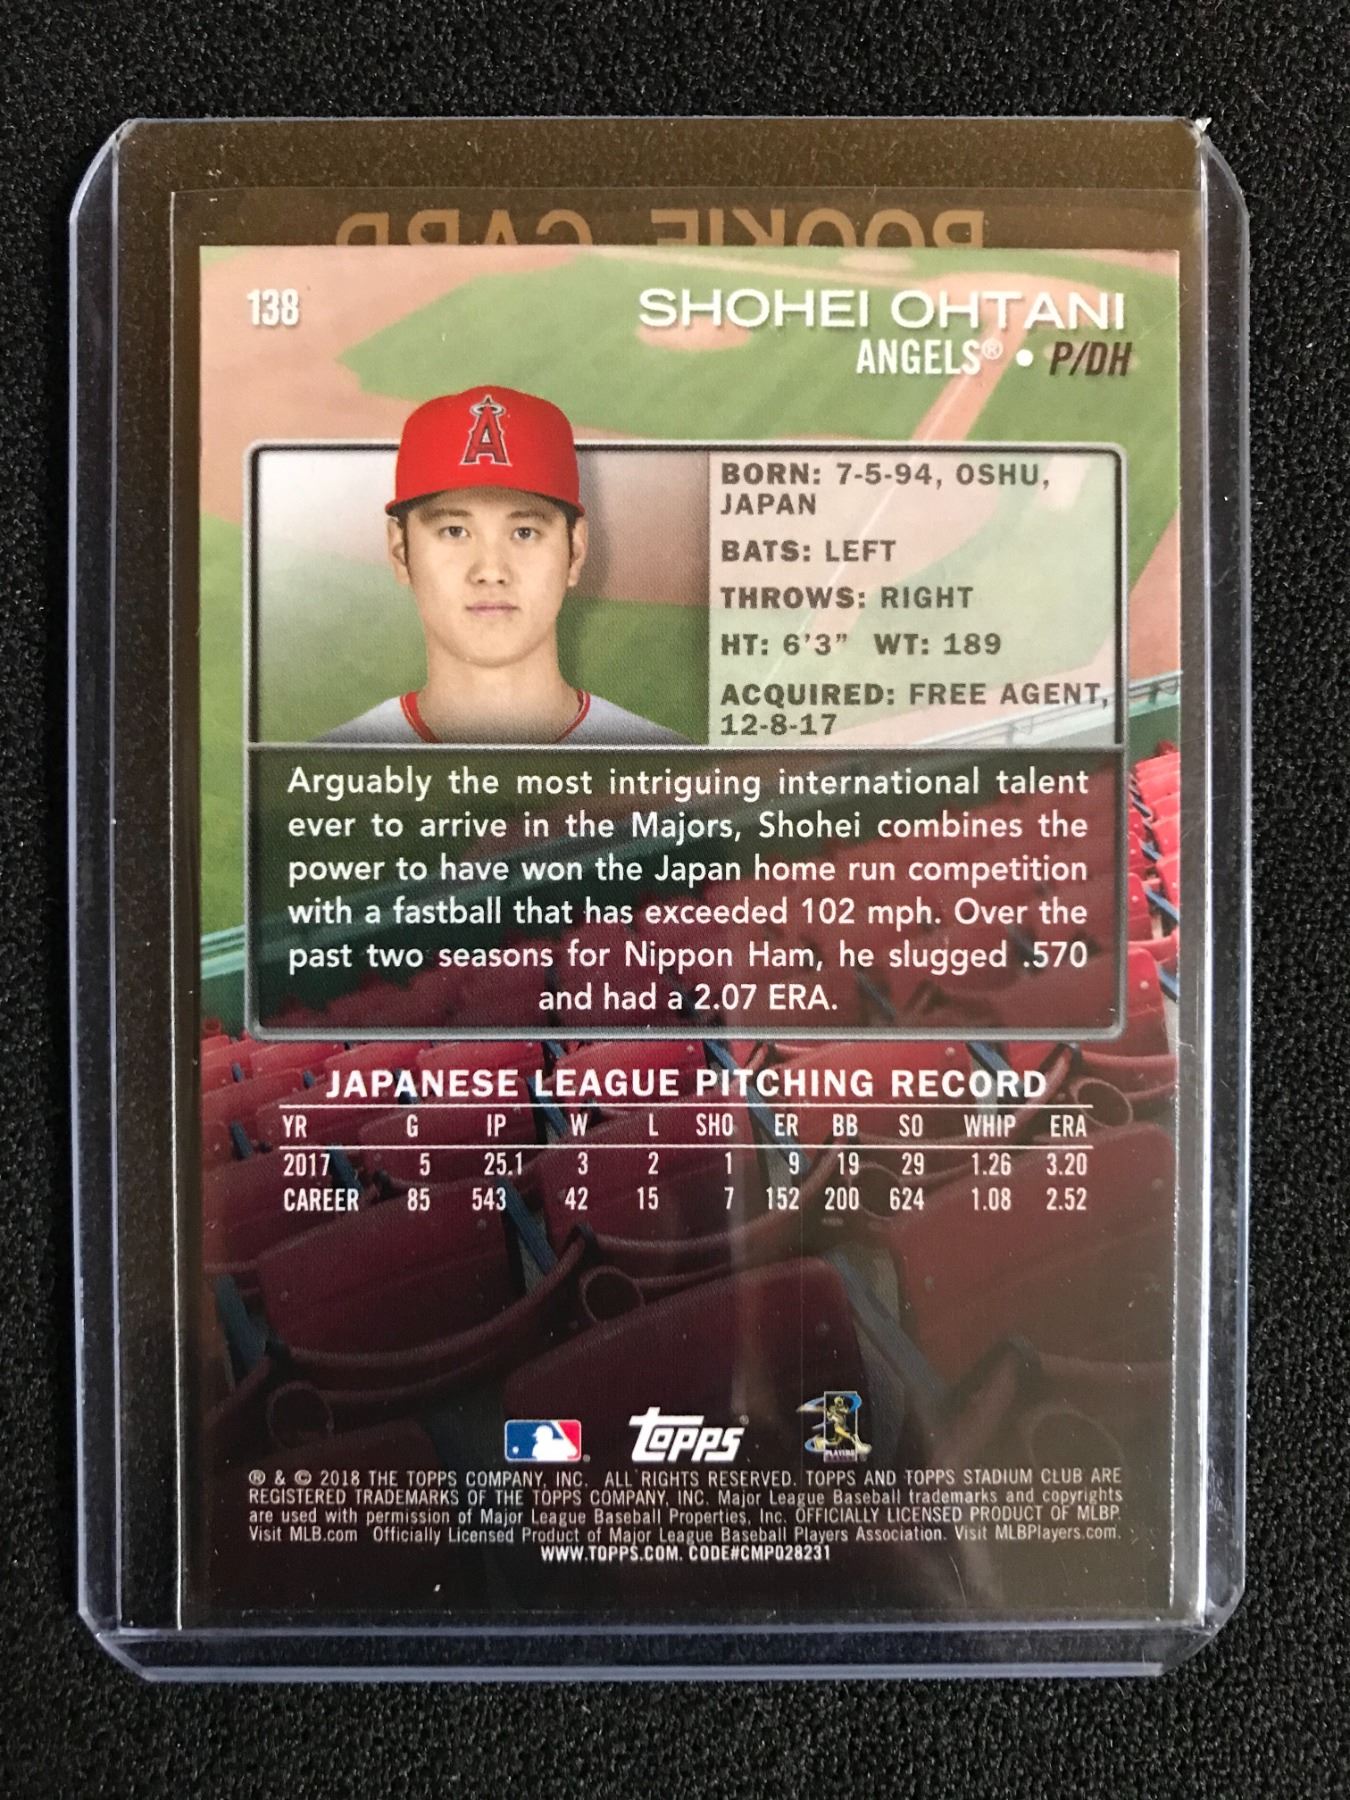 ROOKIE CARD
138
SHOHEI OHTANI
ANGELS® • P/DH
A
BORN: 7-5-94, OSHU,
JAPAN
BATS: LEFT
THROWS: RIGHT
HT: 6'3" WT: 189
ACQUIRED: FREE AGENT,
12-8-17
Arguably the most intriguing international talent
ever to arrive in the Majors, Shohei combines the
power to have won the Japan home run competition
with a fastball that has exceeded 102 mph. Over the
past two seasons for Nippon Ham, he slugged .570
and had a 2.07 ERA.
JAPANESE LEAGUE PITCHING RECORD
YR G IP W L SHO ER BB SO WHIP ERA
2017 5 25.1 3 2 1 9 19 29 1.26 3.20
CAREER 85 543 42 15 7 152 200 624 1.08 2.52
Topps
PLAYERS
® & © 2018 THE TOPPS COMPANY, INC. ALL RIGHTS RESERVED. TOPPS AND TOPPS STADIUM CLUB ARE
REGISTERED TRADEMARKS OF THE TOPPS COMPANY, INC. Major League Baseball trademarks and copyrights
are used with permission of Major League Baseball Properties, Inc. OFFICIALLY LICENSED PRODUCT OF MLBP.
Visit MLB.com Officially Licensed Product of Major League Baseball Players Association. Visit MLBPlayers.com.
WWW.TOPPS.COM. CODE#CMP028231